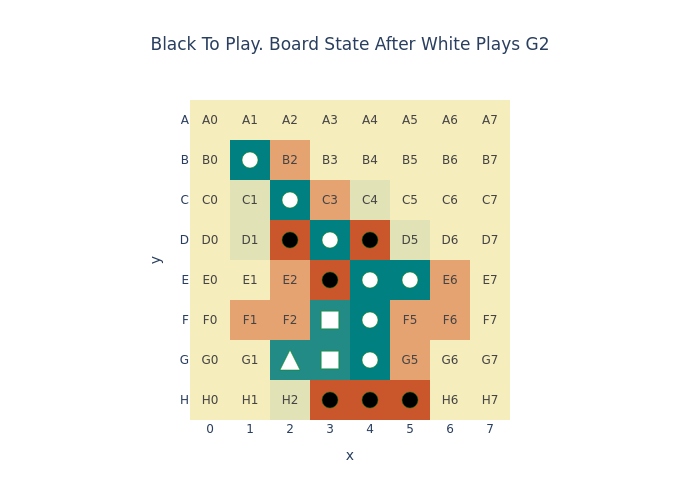 Black To Play. Board State After White Plays G2
A A0 A1 A2 A3 A4 A5 A6 A7
B B0 B2 B3 B4 B5 B6 B7
C C0 C1 C3 C4 C5 C6 C7
D D0 D1 D5 D6 D7
E E0 E1 E2 E6 E7
F F0 F1 F2 F5 F6 F7
G G0 G1 G5 G6 G7
H H0 H1 H2 H6 H7
0 1 2 3 4 5 6 7
x
y